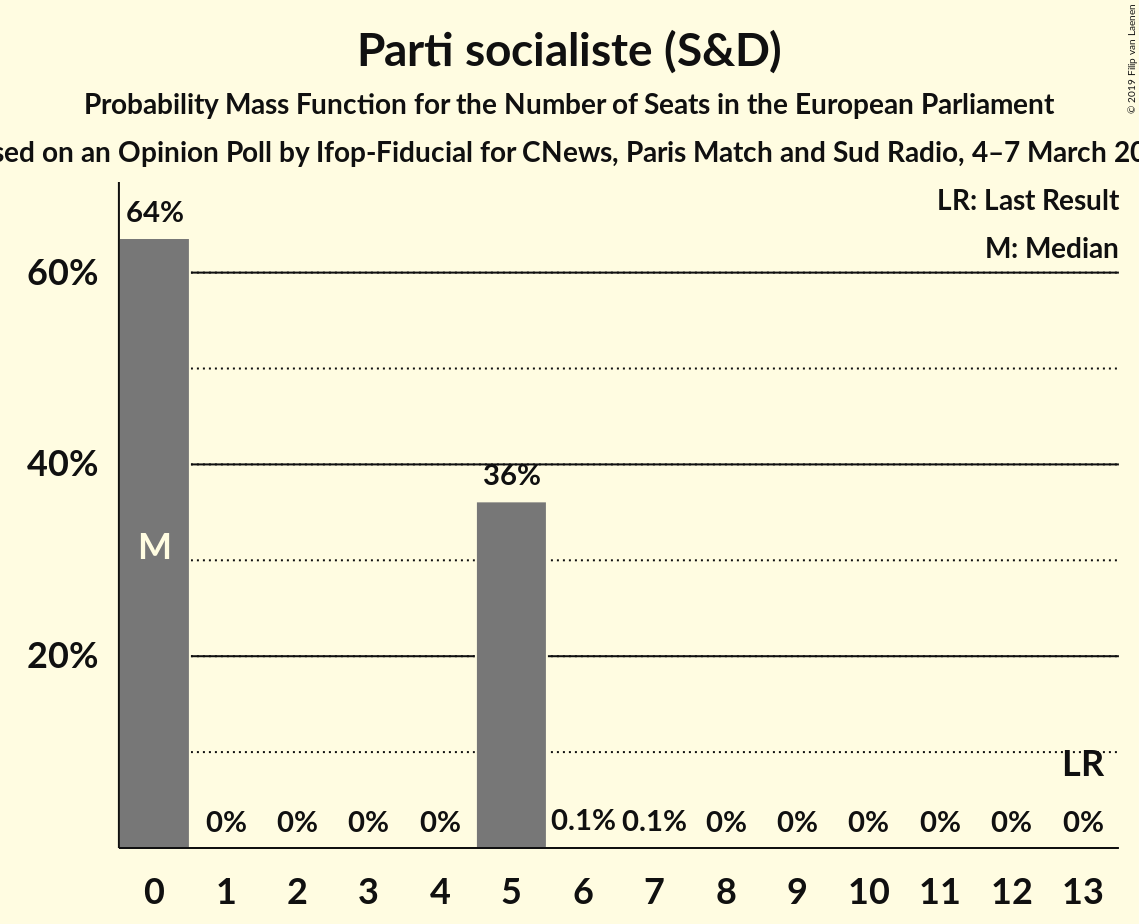 Parti socialiste (S&D)
Probability Mass Function for the Number of Seats in the European Parliament
sed on an Opinion Poll by Ifop-Fiducial for CNews, Paris Match and Sud Radio, 4–7 March 20
© 2019 Filip van Laenen
LR: Last Result
M: Median
64%
60%
40%
36%
M
20%
LR
0% 0% 0% 0% 0.1% 0.1% 0% 0% 0% 0% 0% 0%
0 1 2 3 4 5 6 7 8 9 10 11 12 13